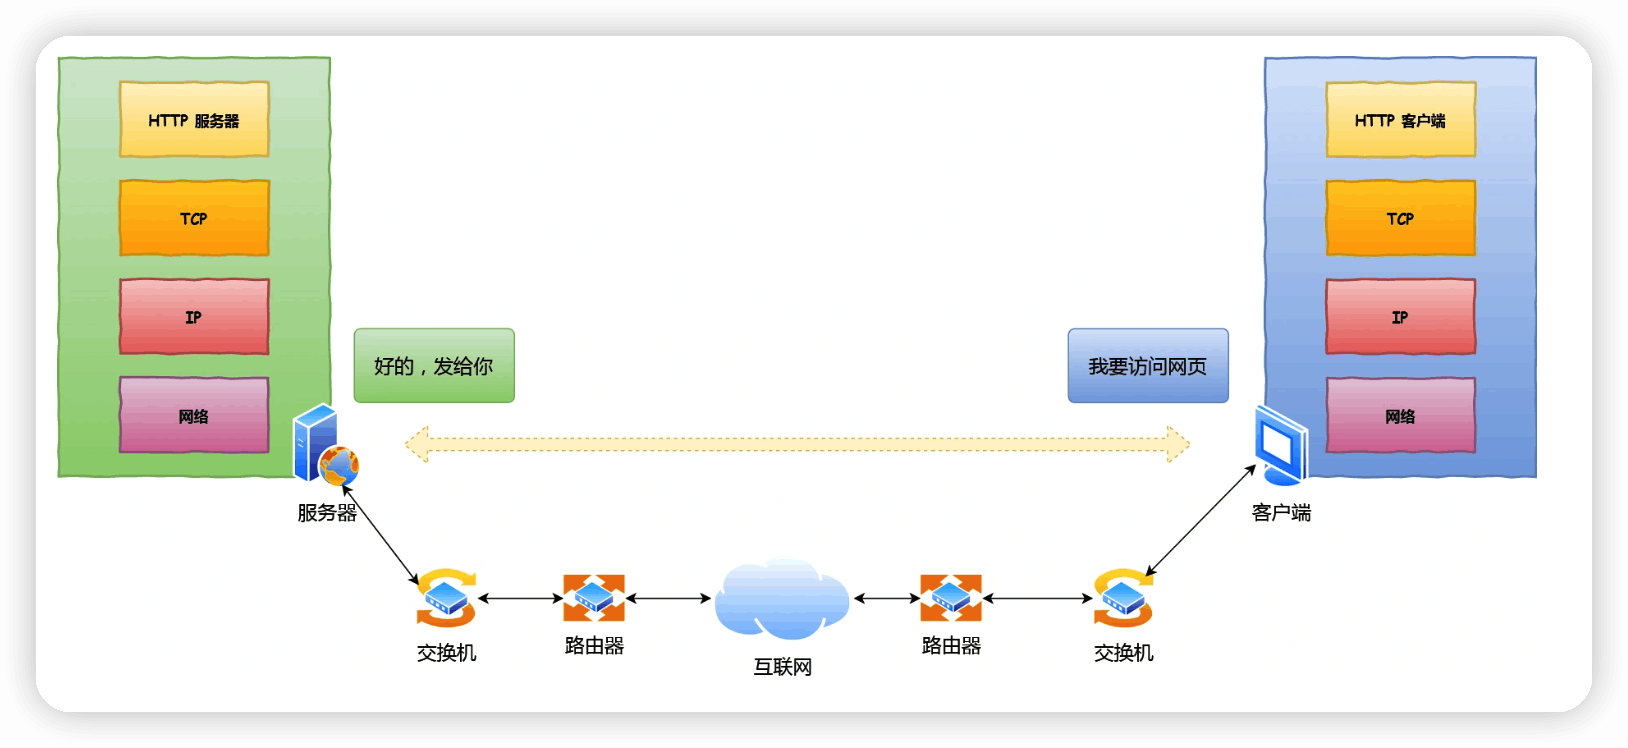 HTTP 服务器
TCP
IP
网络
服务器
好的，发给你
我要访问网页
HTTP 客户端
TCP
IP
网络
客户端
交换机
路由器
互联网
路由器
交换机